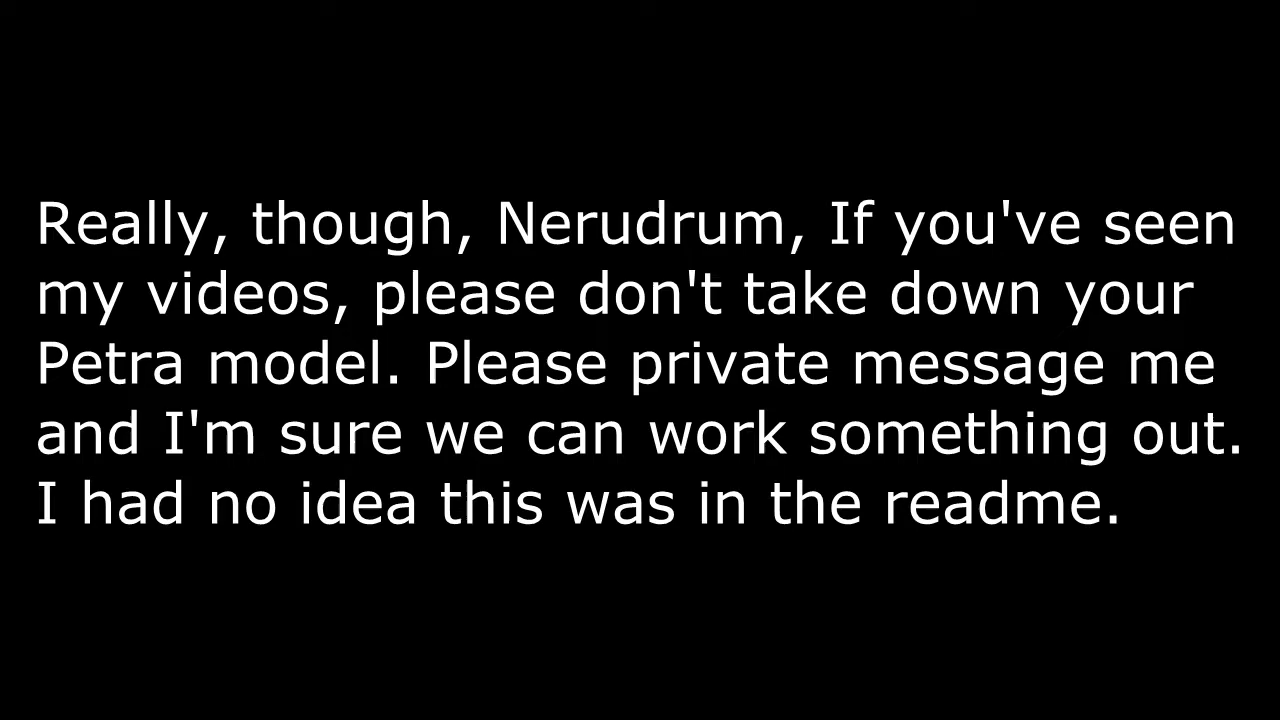 Really, though, Nerudrum, If you've seen
my videos, please don't take down your
Petra model. Please private message me
and I'm sure we can work something out.
I had no idea this was in the readme.